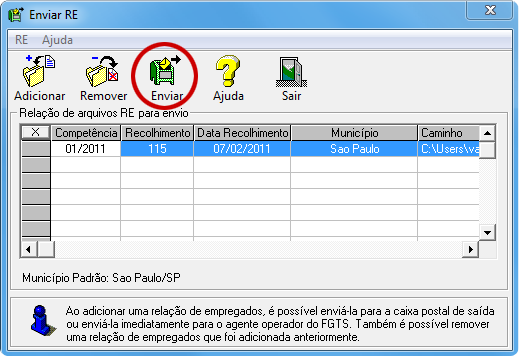 Enviar RE
RE Ajuda
Adicionar Remover Enviar Ajuda Sair
Relação de arquivos RE para envio
X Competência Recolhimento Data Recolhimento Município Caminho
01/2011 115 07/02/2011 Sao Paulo C:\Users\va
Município Padrão: Sao Paulo/SP
Ao adicionar uma relação de empregados, é possível enviá-la para a caixa postal de saída
ou enviá-la imediatamente para o agente operador do FGTS. Também é possível remover
uma relação de empregados que foi adicionada anteriormente.